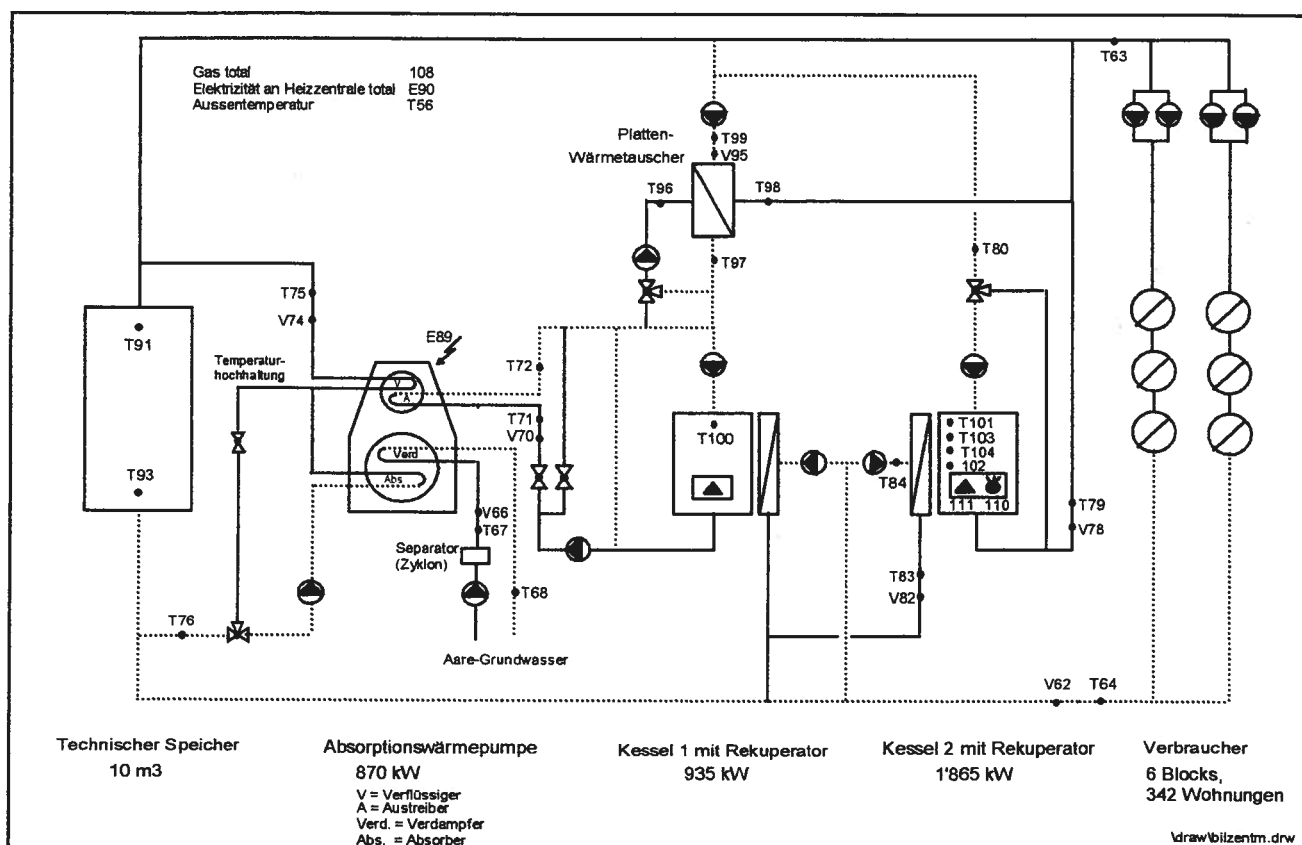 Gas total 108
Elektrizität an Heizzentrale total E90
Aussentemperatur T56
T63
Platten-
Wärmetauscher
T99
V95
T96
T98
T97
T80
T75
V74
T91
T93
Temperatur-
hochhaltung
E89
V
A
Verd
Abs
T72
T71
V70
V66
T67
Separator
(Zyklon)
T68
T76
Aare-Grundwasser
T100
T84
T101
T103
T104
102
111 110
T79
V78
T83
V82
V62 T64
Technischer Speicher
10 m3
Absorptionswärmepumpe
870 kW
V = Verflüssiger
A = Austreiber
Verd. = Verdampfer
Abs. = Absorber
Kessel 1 mit Rekuperator
935 kW
Kessel 2 mit Rekuperator
1'865 kW
Verbraucher
6 Blocks,
342 Wohnungen
\draw\bilzentm.drw